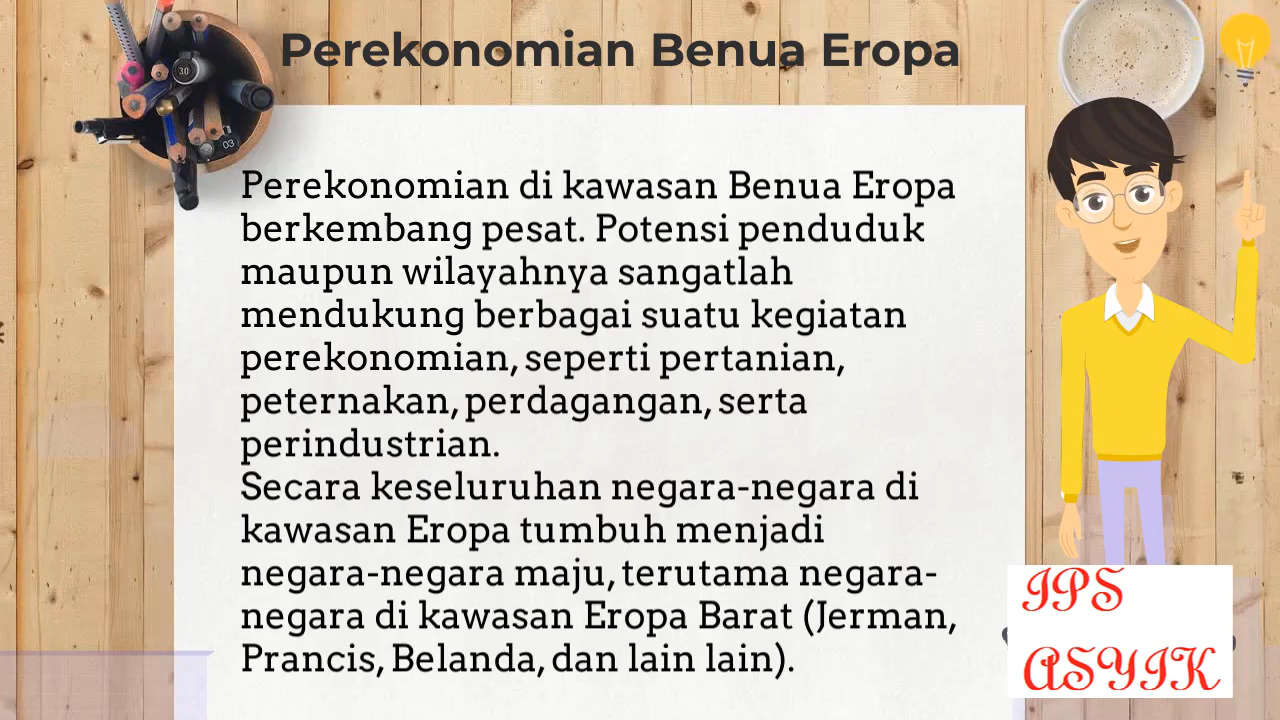 Perekonomian Benua Eropa
Perekonomian di kawasan Benua Eropa
berkembang pesat. Potensi penduduk
maupun wilayahnya sangatlah
mendukung berbagai suatu kegiatan
perekonomian, seperti pertanian,
peternakan, perdagangan, serta
perindustrian.
Secara keseluruhan negara-negara di
kawasan Eropa tumbuh menjadi
negara-negara maju, terutama negara-
negara di kawasan Eropa Barat (Jerman,
Prancis, Belanda, dan lain lain).
IPS
ASYIK
30
03